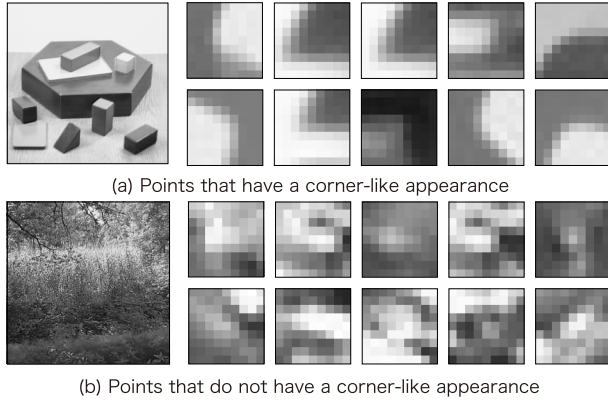 (a) Points that have a corner-like appearance
(b) Points that do not have a corner-like appearance